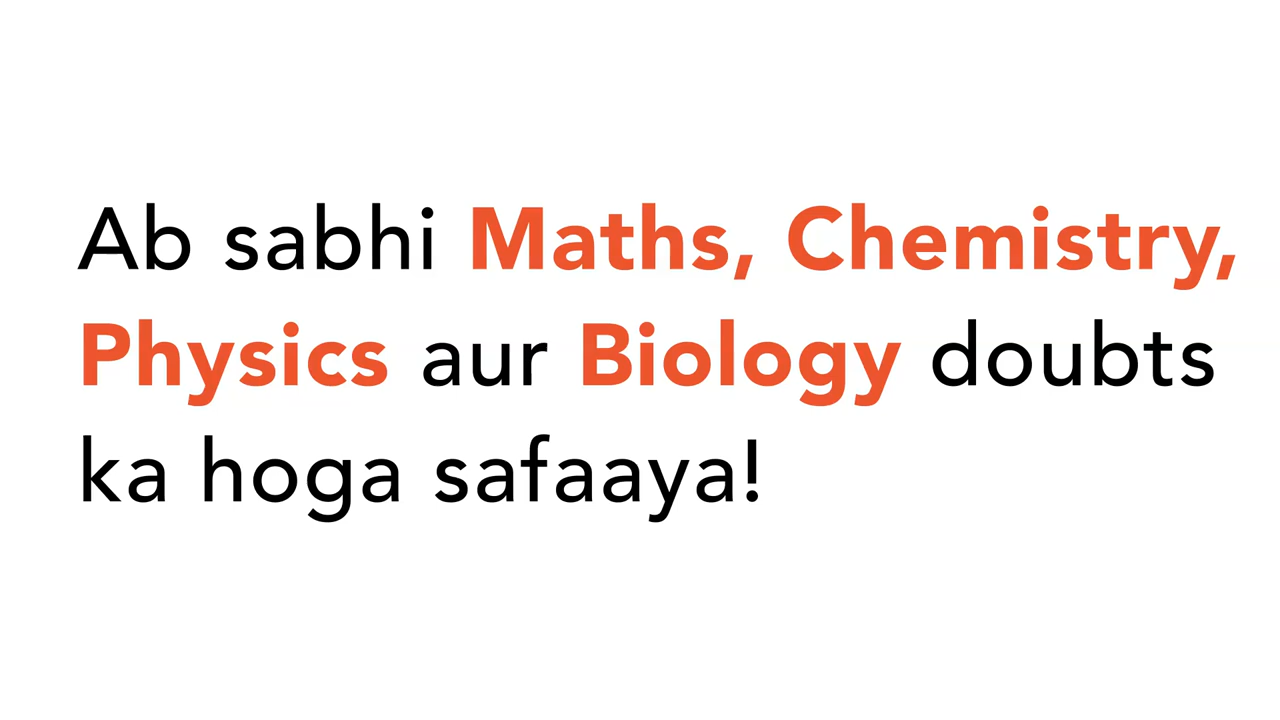 Ab sabhi Maths, Chemistry,
Physics aur Biology doubts
ka hoga safaaya!